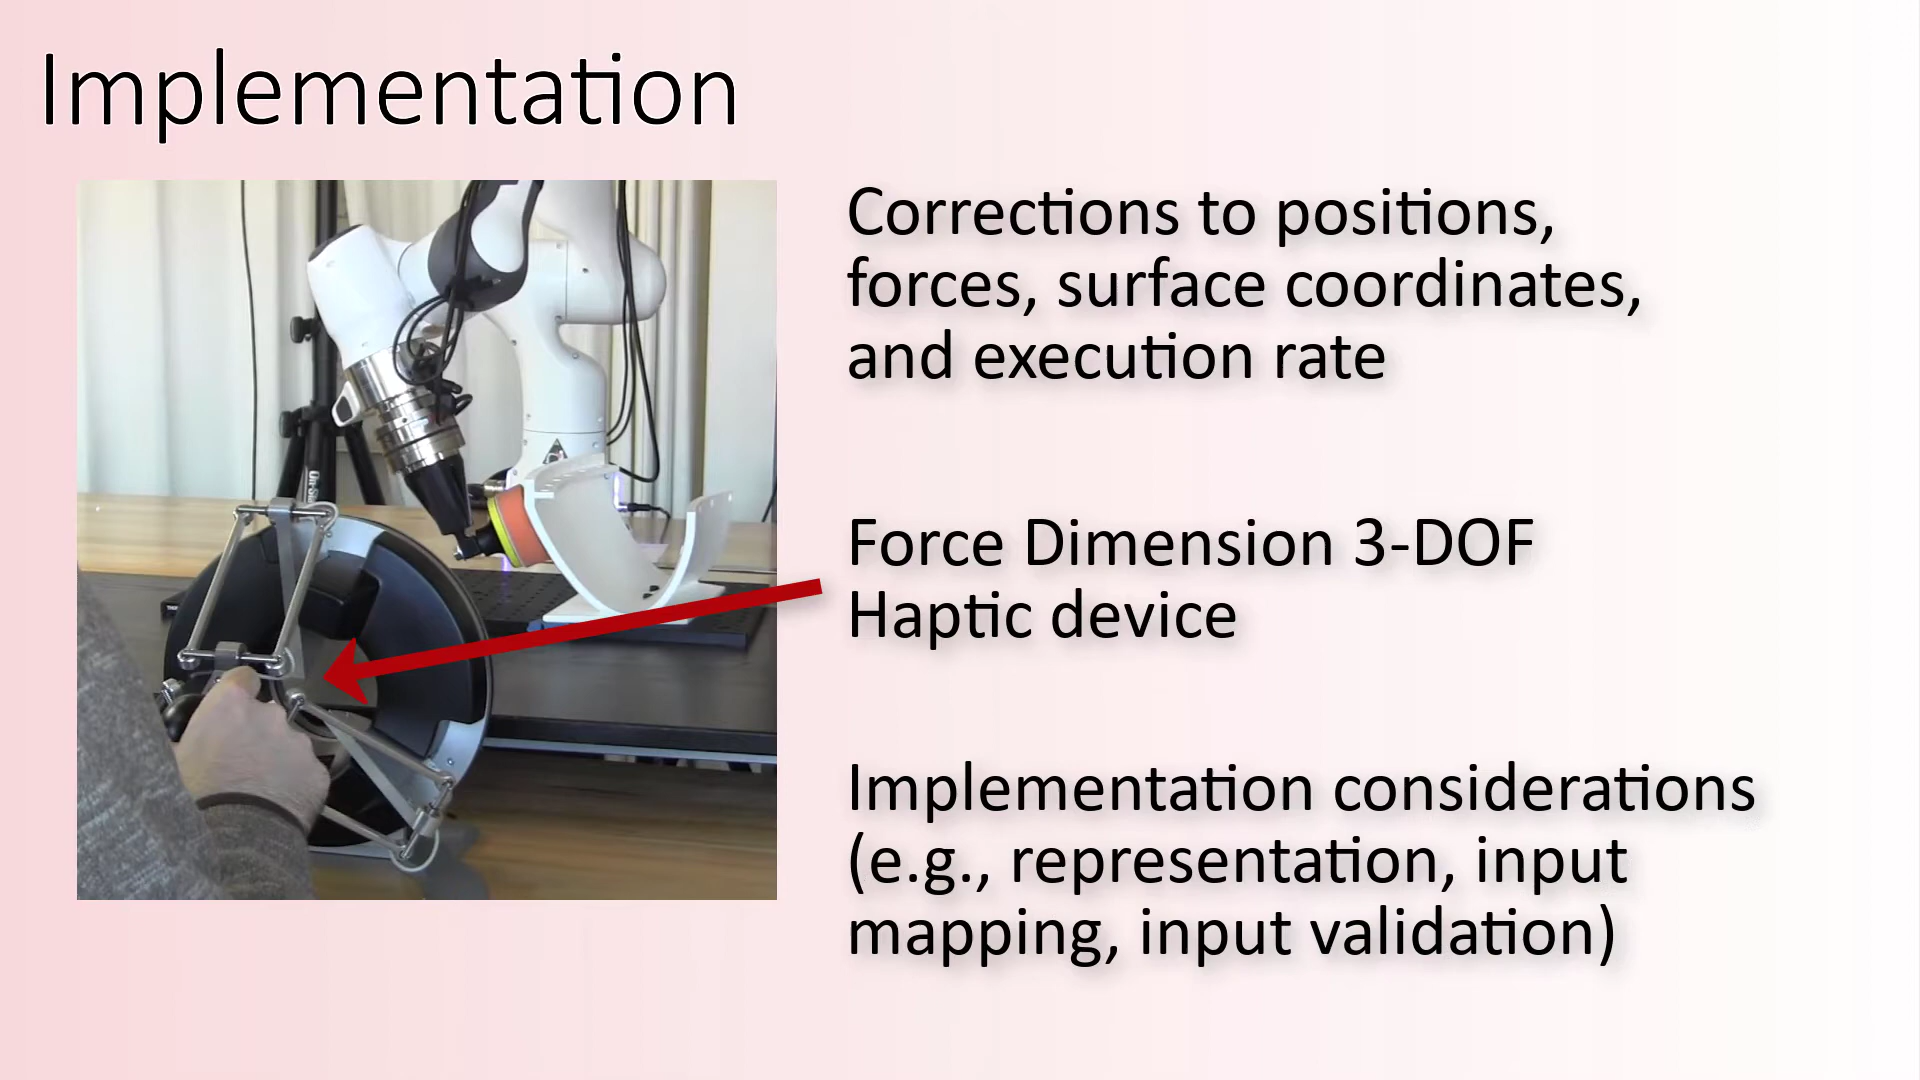 Implementation
Corrections to positions,
forces, surface coordinates,
and execution rate
Force Dimension 3-DOF
Haptic device
Implementation considerations
(e.g., representation, input
mapping, input validation)